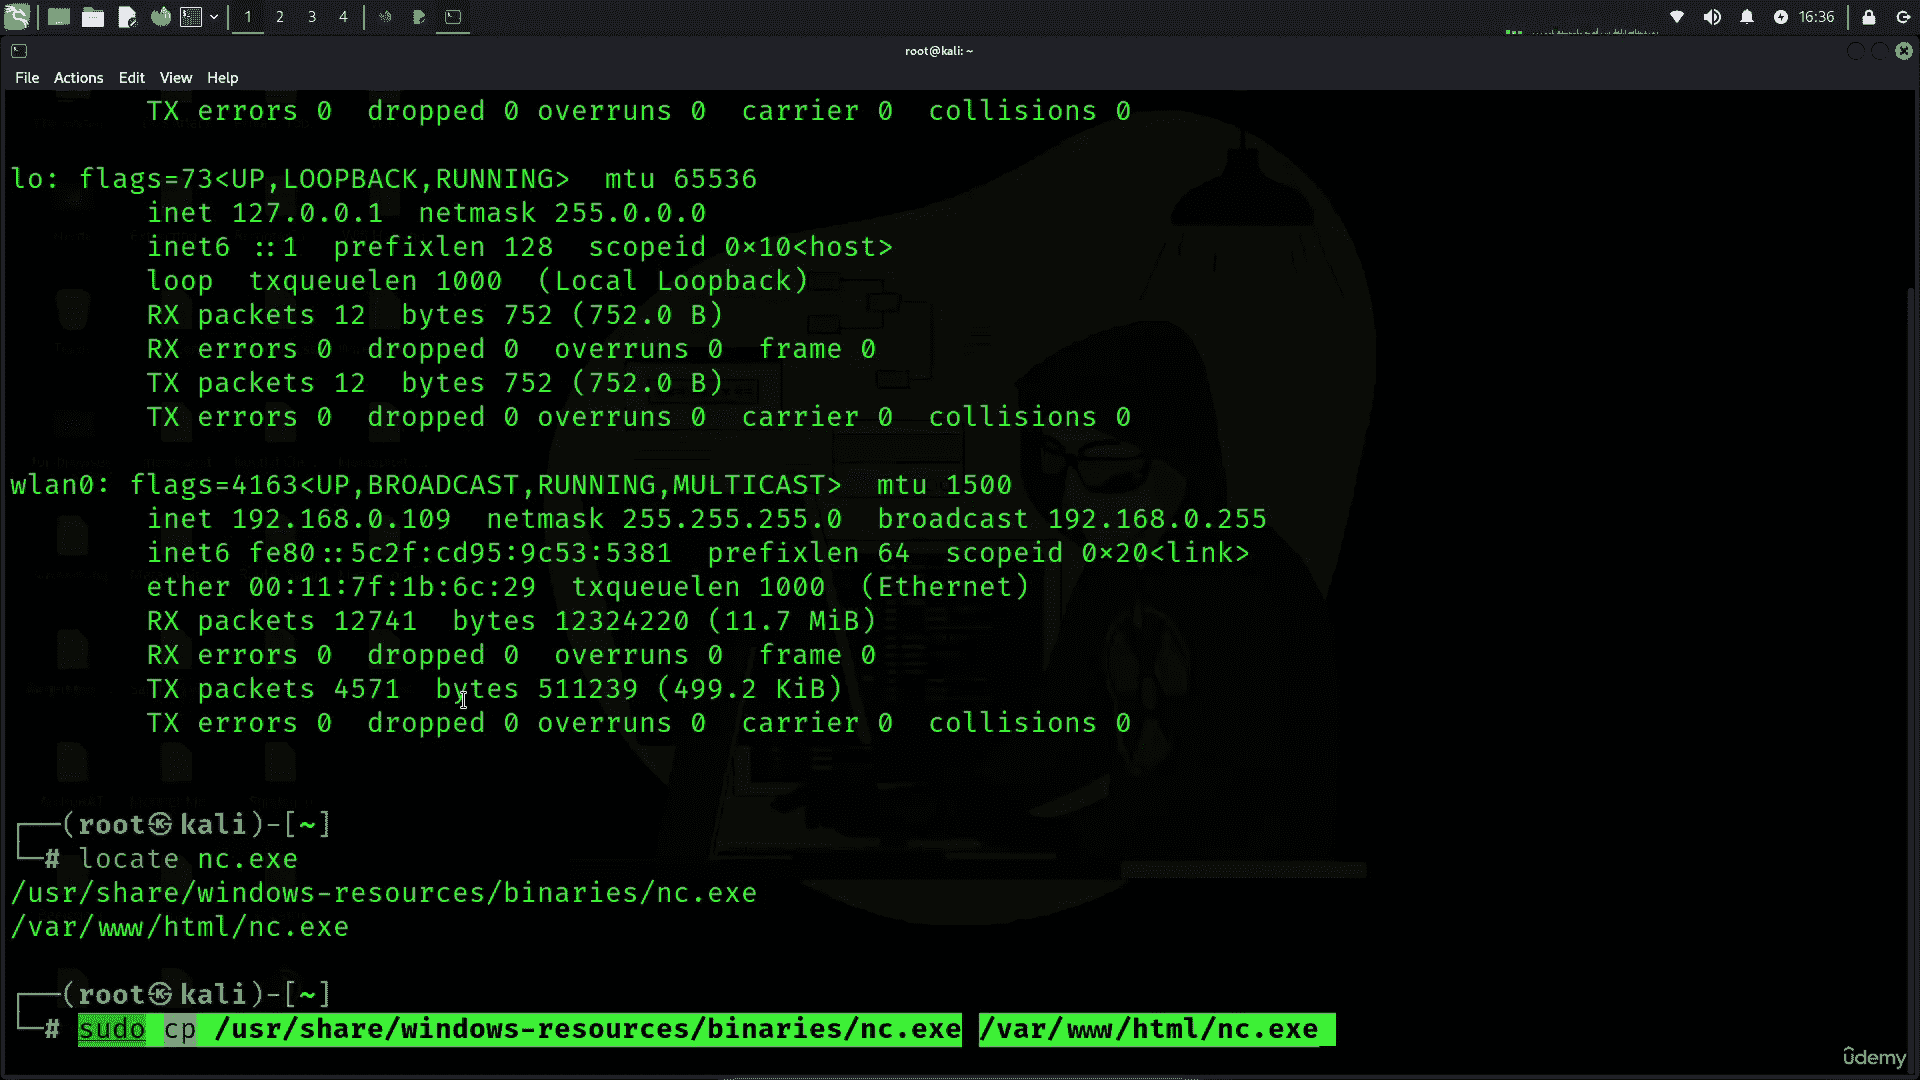 1 2 3 4
16:36
root@kali: ~
File Actions Edit View Help
TX errors 0 dropped 0 overruns 0 carrier 0 collisions 0
lo: flags=73<UP,LOOPBACK,RUNNING> mtu 65536
inet 127.0.0.1 netmask 255.0.0.0
inet6 ::1 prefixlen 128 scopeid 0×10<host>
loop txqueuelen 1000 (Local Loopback)
RX packets 12 bytes 752 (752.0 B)
RX errors 0 dropped 0 overruns 0 frame 0
TX packets 12 bytes 752 (752.0 B)
TX errors 0 dropped 0 overruns 0 carrier 0 collisions 0
wlan0: flags=4163<UP,BROADCAST,RUNNING,MULTICAST> mtu 1500
inet 192.168.0.109 netmask 255.255.255.0 broadcast 192.168.0.255
inet6 fe80::5c2f:cd95:9c53:5381 prefixlen 64 scopeid 0×20<link>
ether 00:11:7f:1b:6c:29 txqueuelen 1000 (Ethernet)
RX packets 12741 bytes 12324220 (11.7 MiB)
RX errors 0 dropped 0 overruns 0 frame 0
TX packets 4571 bytes 511239 (499.2 KiB)
TX errors 0 dropped 0 overruns 0 carrier 0 collisions 0
┌──(root㉿kali)-[~]
└─# locate nc.exe
/usr/share/windows-resources/binaries/nc.exe
/var/www/html/nc.exe
┌──(root㉿kali)-[~]
└─# sudo cp /usr/share/windows-resources/binaries/nc.exe /var/www/html/nc.exe
ûdemy